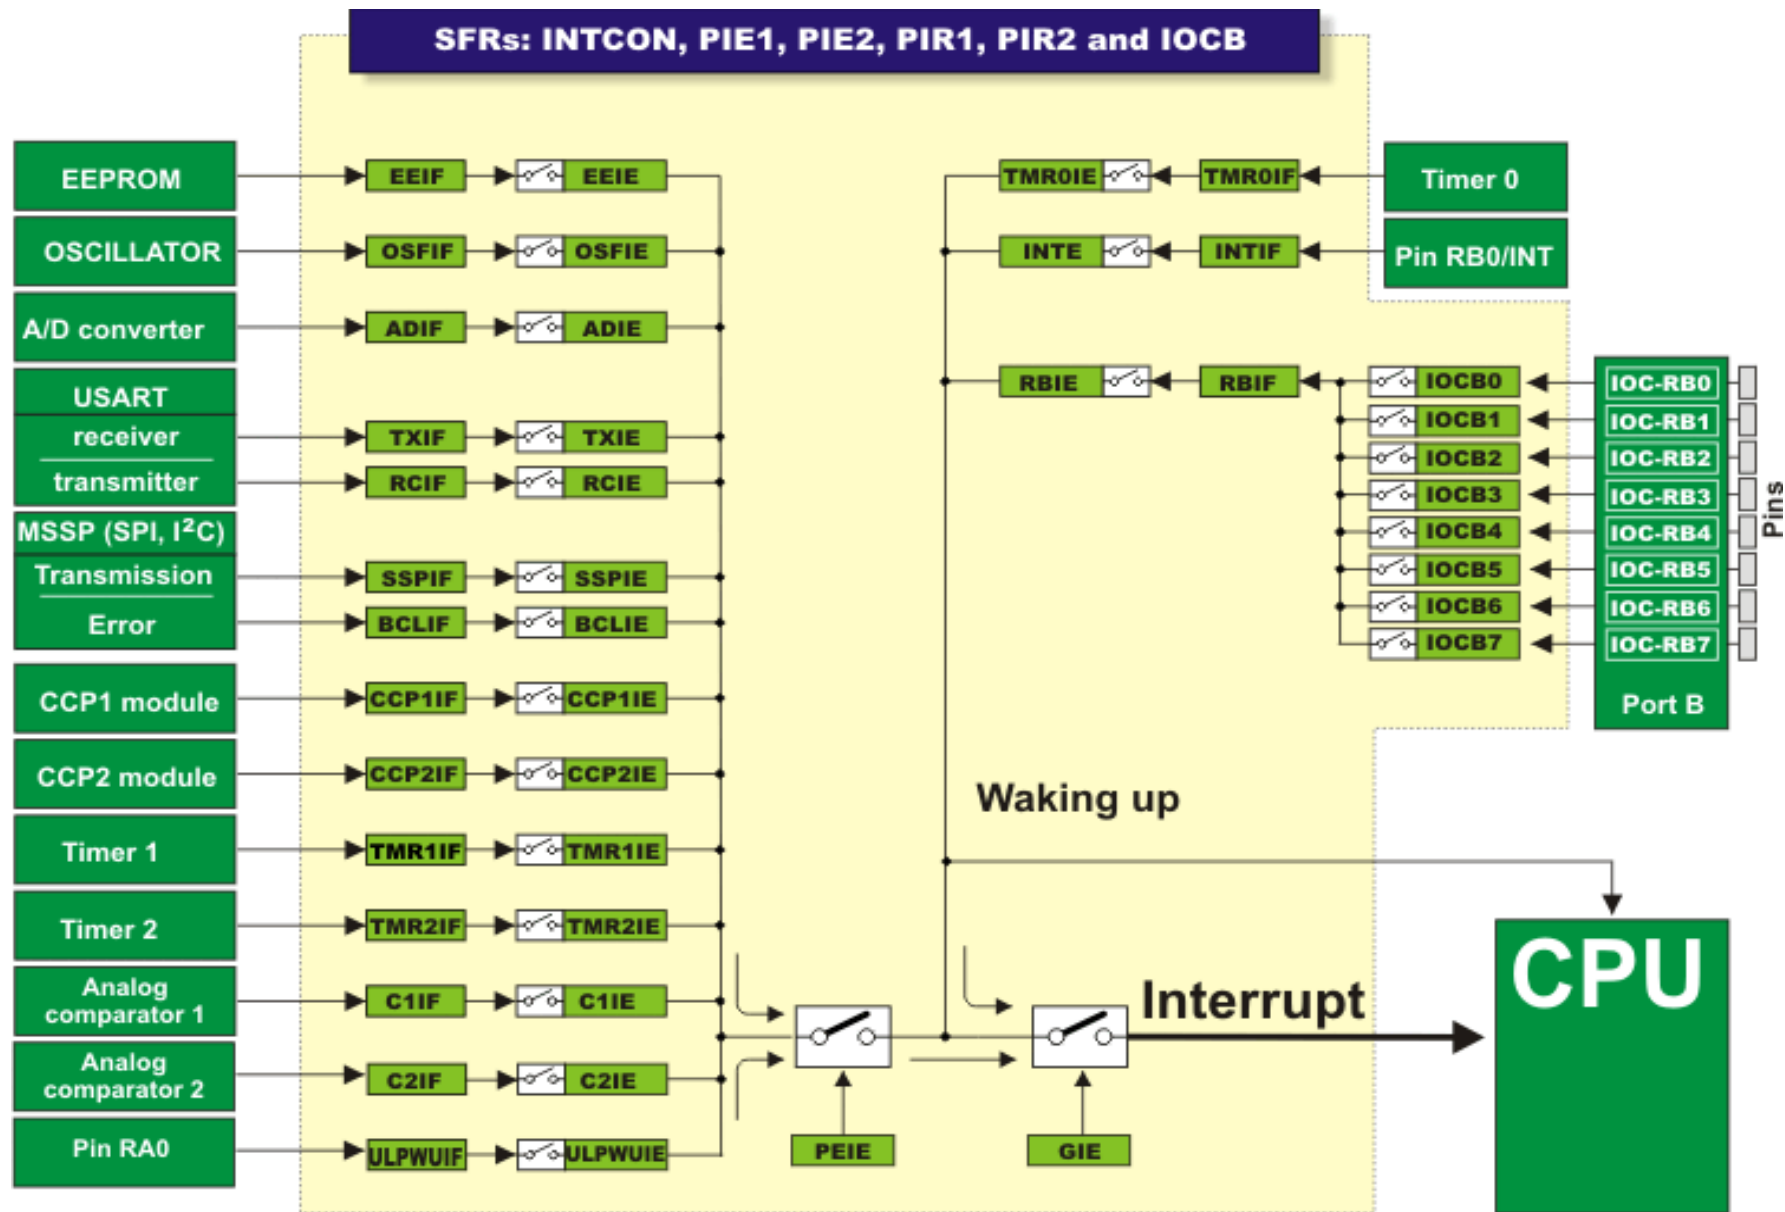 SFRs: INTCON, PIE1, PIE2, PIR1, PIR2 and IOCB
EEPROM
EEIF
EEIE
TMR0IE
TMR0IF
Timer 0
OSCILLATOR
OSFIF
OSFIE
INTE
INTIF
Pin RB0/INT
A/D converter
ADIF
ADIE
RBIE
RBIF
IOCB0
IOC-RB0
IOCB1
IOC-RB1
IOCB2
IOC-RB2
IOCB3
IOC-RB3
IOCB4
IOC-RB4
IOCB5
IOC-RB5
IOCB6
IOC-RB6
IOCB7
IOC-RB7
Port B
Pins
USART
receiver
TXIF
TXIE
transmitter
RCIF
RCIE
MSSP (SPI, I²C)
Transmission
SSPIF
SSPIE
Error
BCLIF
BCLIE
CCP1 module
CCP1IF
CCP1IE
CCP2 module
CCP2IF
CCP2IE
Timer 1
TMR1IF
TMR1IE
Timer 2
TMR2IF
TMR2IE
Analog
comparator 1
C1IF
C1IE
Analog
comparator 2
C2IF
C2IE
Pin RA0
ULPWUIF
ULPWUIE
PEIE
GIE
Waking up
Interrupt
CPU